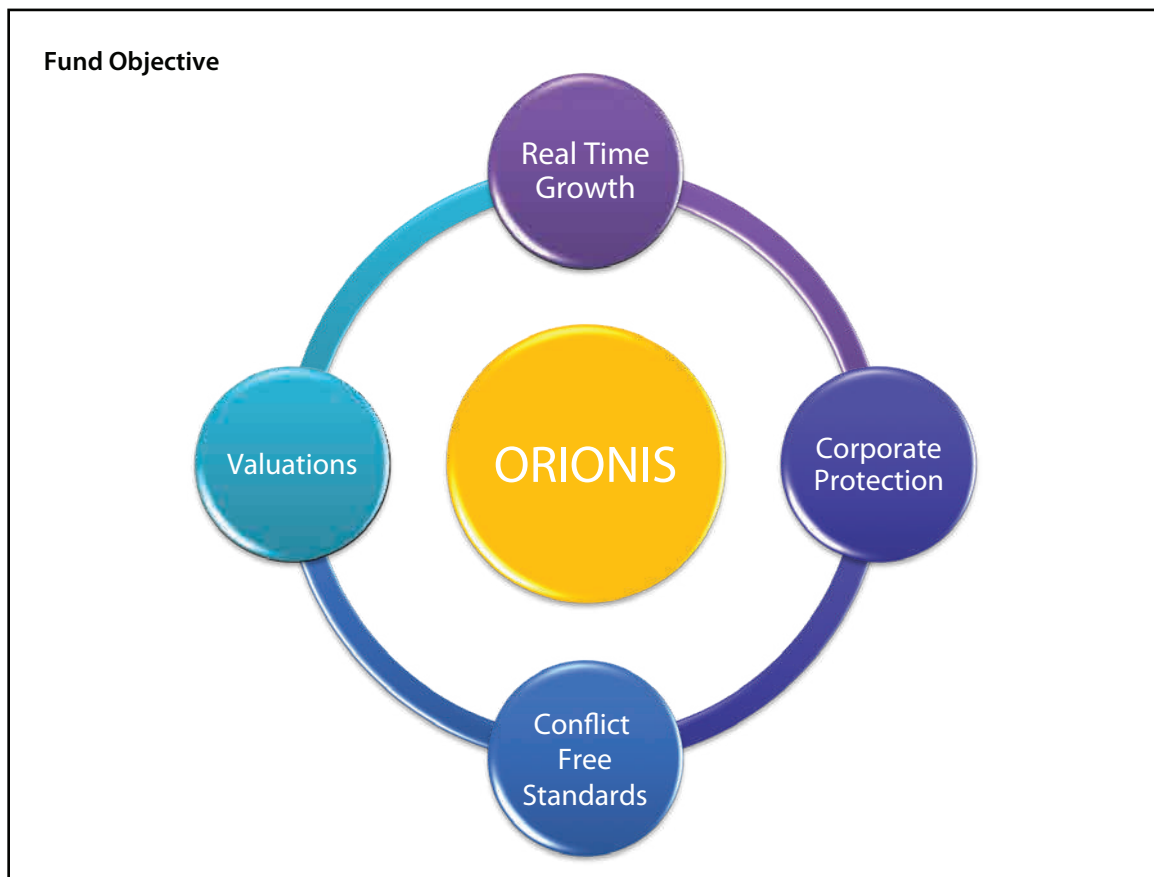 Fund Objective
Real Time
Growth
Valuations
ORIONIS
Corporate
Protection
Conflict
Free
Standards